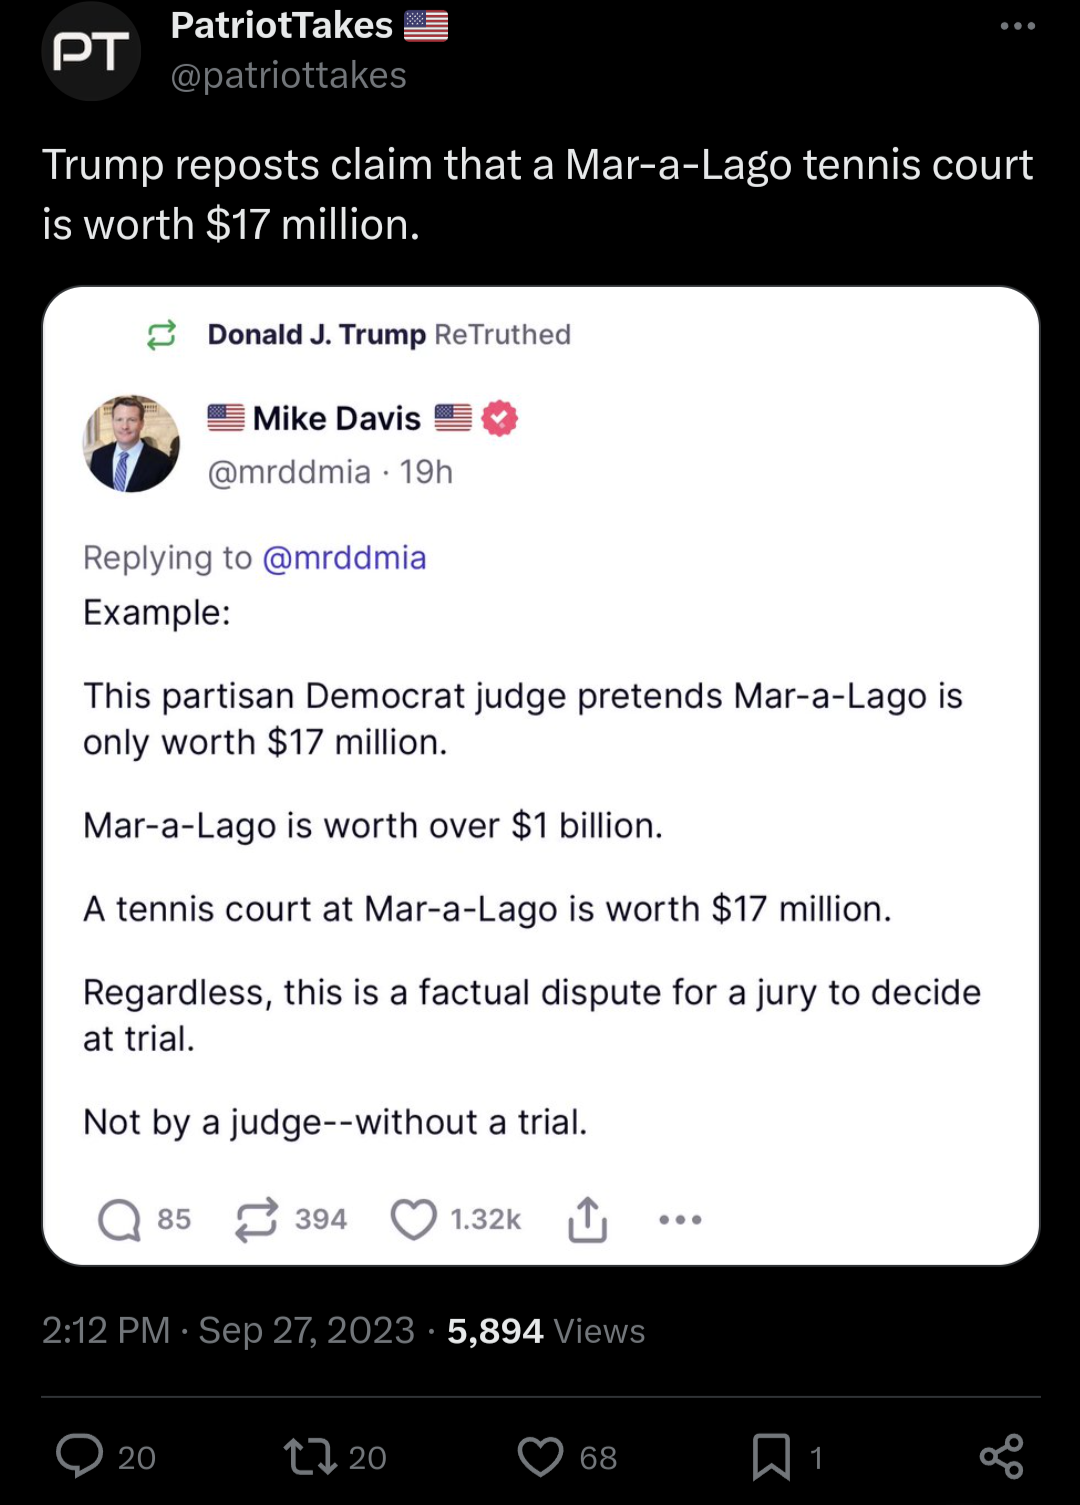 PT
PatriotTakes 🇺🇸
@patriottakes
Trump reposts claim that a Mar-a-Lago tennis court
is worth $17 million.
Donald J. Trump ReTruthed
🇺🇸 Mike Davis 🇺🇸
@mrddmia · 19h
Replying to @mrddmia
Example:
This partisan Democrat judge pretends Mar-a-Lago is
only worth $17 million.
Mar-a-Lago is worth over $1 billion.
A tennis court at Mar-a-Lago is worth $17 million.
Regardless, this is a factual dispute for a jury to decide
at trial.
Not by a judge--without a trial.
85 394 1.32k
2:12 PM · Sep 27, 2023 · 5,894 Views
20 20 68 1